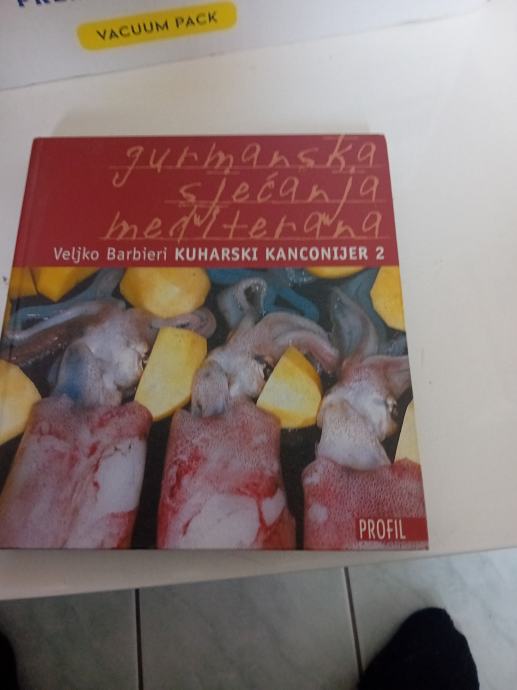 VACUUM PACK
gurmanska
sjećanja
mediterana
Veljko Barbieri KUHARSKI KANCONIJER 2
PROFIL